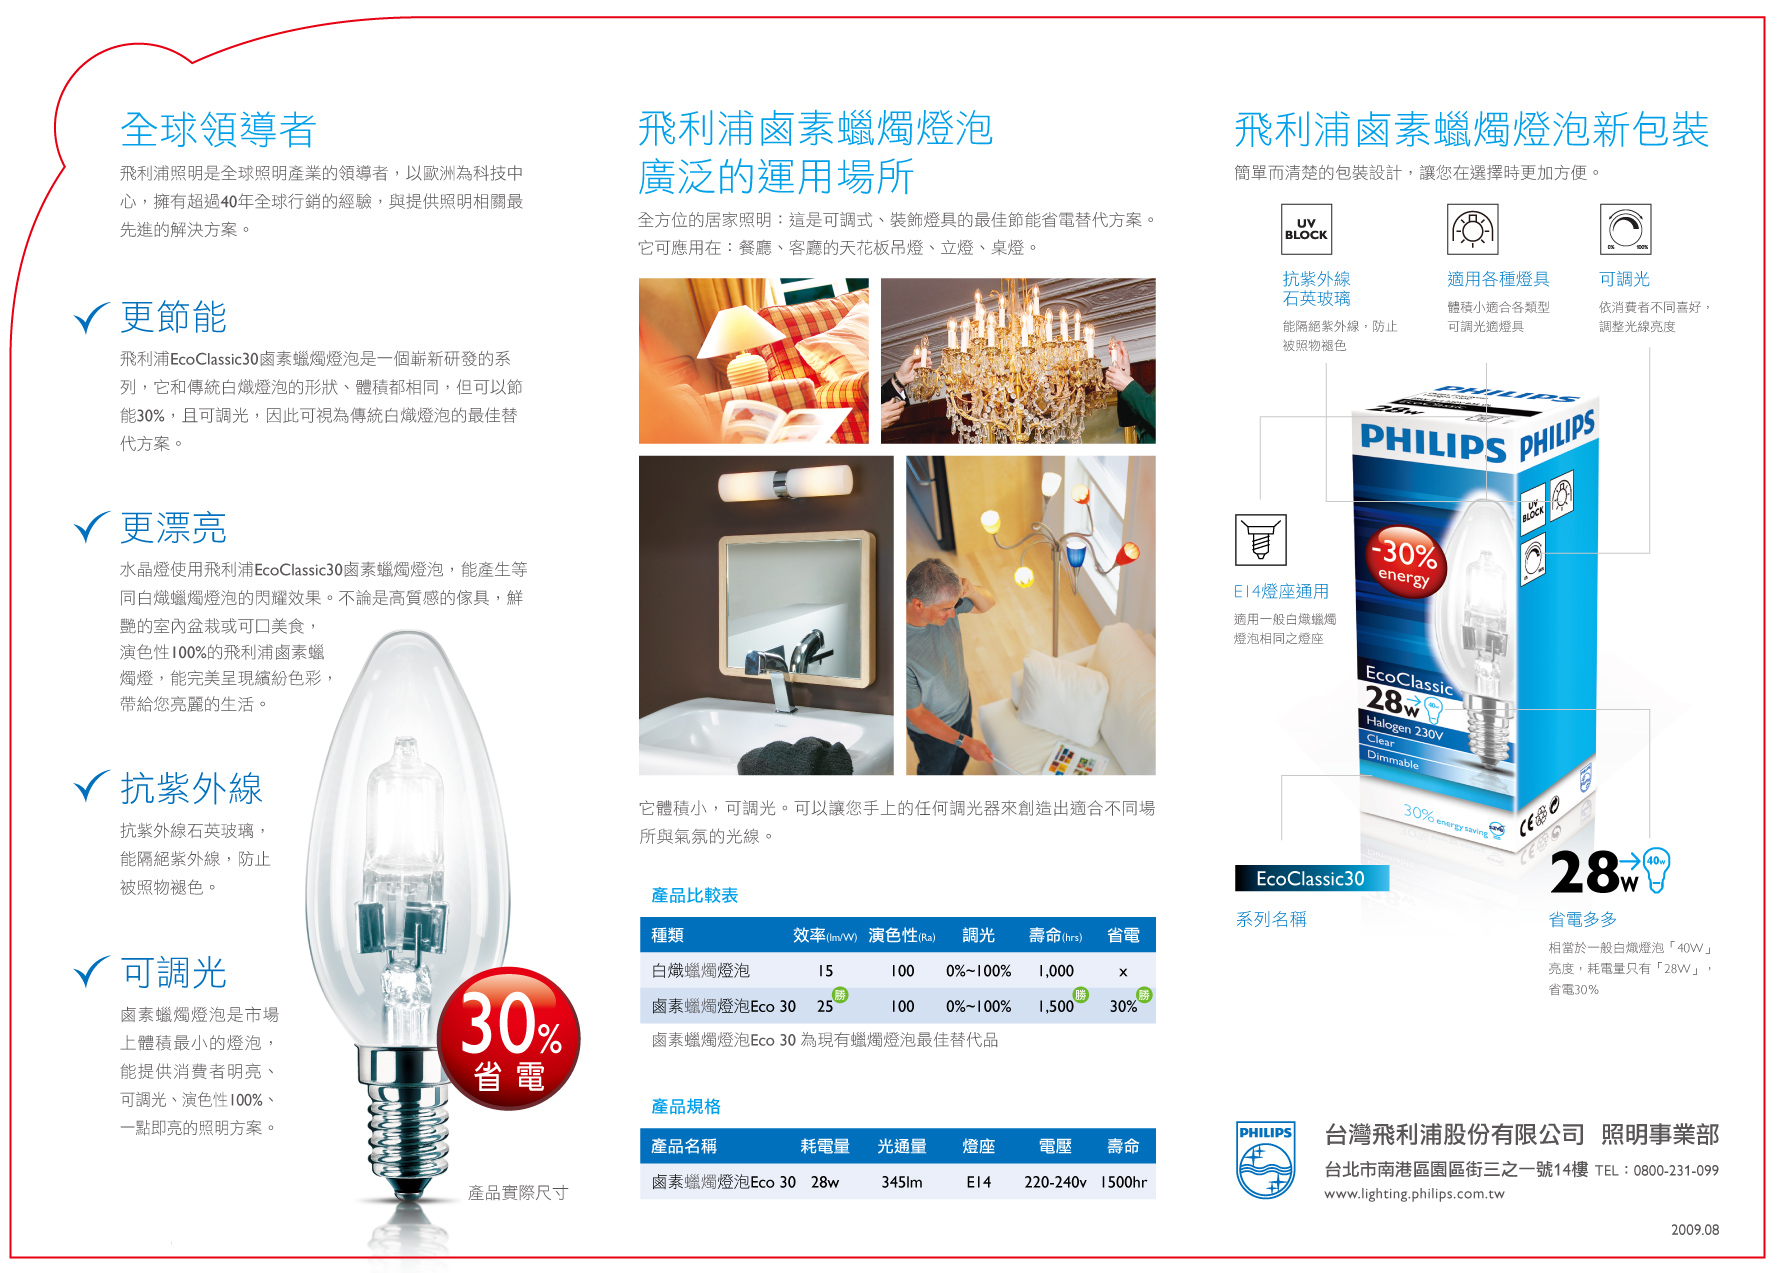 全球領導者
飛利浦照明是全球照明產業的領導者，以歐洲為科技中
心，擁有超過40年全球行銷的經驗，與提供照明相關最
先進的解決方案。
更節能
飛利浦EcoClassic30鹵素蠟燭燈泡是一個嶄新研發的系
列，它和傳統白熾燈泡的形狀、體積都相同，但可以節
能30%，且可調光，因此可視為傳統白熾燈泡的最佳替
代方案。
更漂亮
水晶燈使用飛利浦EcoClassic30鹵素蠟燭燈泡，能產生等
同白熾蠟燭燈泡的閃耀效果。不論是高質感的傢具，鮮
艷的室內盆栽或可口美食，
演色性100%的飛利浦鹵素蠟
燭燈，能完美呈現繽紛色彩，
帶給您亮麗的生活。
抗紫外線
抗紫外線石英玻璃，
能隔絕紫外線，防止
被照物褪色。
可調光
鹵素蠟燭燈泡是市場
上體積最小的燈泡，
能提供消費者明亮、
可調光、演色性100%、
一點即亮的照明方案。
30%
省電
產品實際尺寸
飛利浦鹵素蠟燭燈泡
廣泛的運用場所
全方位的居家照明：這是可調式、裝飾燈具的最佳節能省電替代方案。
它可應用在：餐廳、客廳的天花板吊燈、立燈、桌燈。
它體積小，可調光。可以讓您手上的任何調光器來創造出適合不同場
所與氣氛的光線。
產品比較表
種類 效率(lm/W) 演色性(Ra) 調光 壽命(hrs) 省電
白熾蠟燭燈泡 15 100 0%~100% 1,000 x
鹵素蠟燭燈泡Eco 30 25勝 100 0%~100% 1,500勝 30%勝
鹵素蠟燭燈泡Eco 30 為現有蠟燭燈泡最佳替代品
產品規格
產品名稱 耗電量 光通量 燈座 電壓 壽命
鹵素蠟燭燈泡Eco 30 28w 345lm E14 220-240v 1500hr
飛利浦鹵素蠟燭燈泡新包裝
簡單而清楚的包裝設計，讓您在選擇時更加方便。
UV
BLOCK
抗紫外線
石英玻璃
能隔絕紫外線，防止
被照物褪色
適用各種燈具
體積小適合各類型
可調光適燈具
0% 100%
可調光
依消費者不同喜好，
調整光線亮度
E14燈座通用
適用一般白熾蠟燭
燈泡相同之燈座
PHILIPS
28w
PHILIPS
PHILIPS
UV
BLOCK
-30%
energy
EcoClassic
28w 40w
Halogen 230V
Clear
Dimmable
30% energy saving
CE
EcoClassic30
系列名稱
28w 40w
省電多多
相當於一般白熾燈泡「40W」
亮度，耗電量只有「28W」，
省電30%
PHILIPS
台灣飛利浦股份有限公司 照明事業部
台北市南港區園區街三之一號14樓 TEL：0800-231-099
www.lighting.philips.com.tw
2009.08